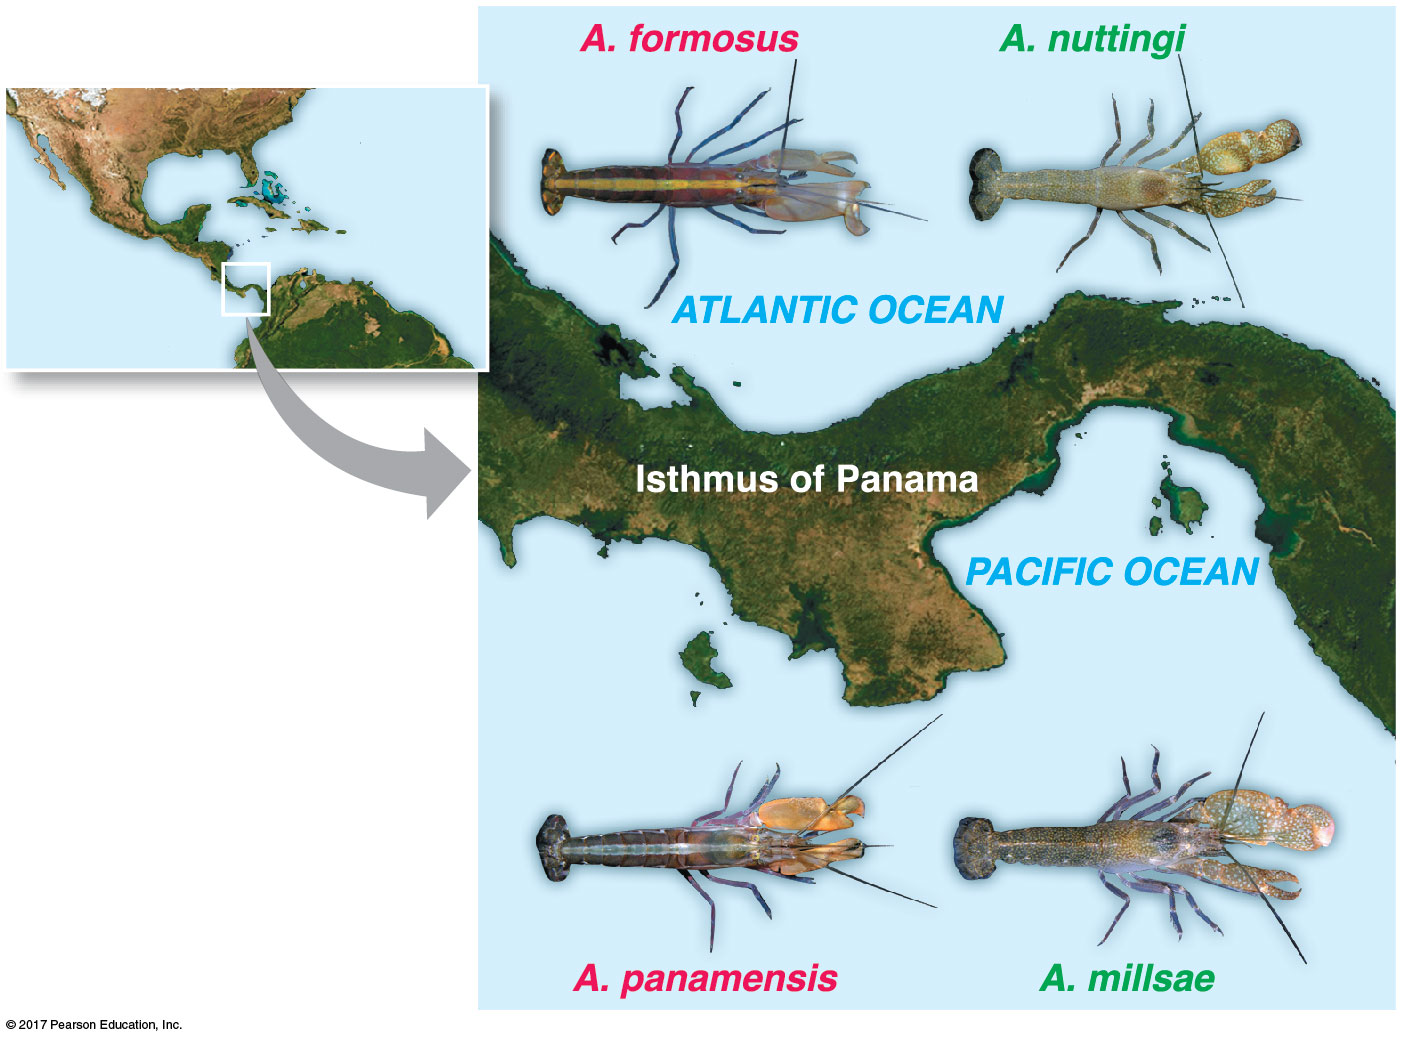 A. formosus
A. nuttingi
ATLANTIC OCEAN
Isthmus of Panama
PACIFIC OCEAN
A. panamensis
A. millsae
© 2017 Pearson Education, Inc.